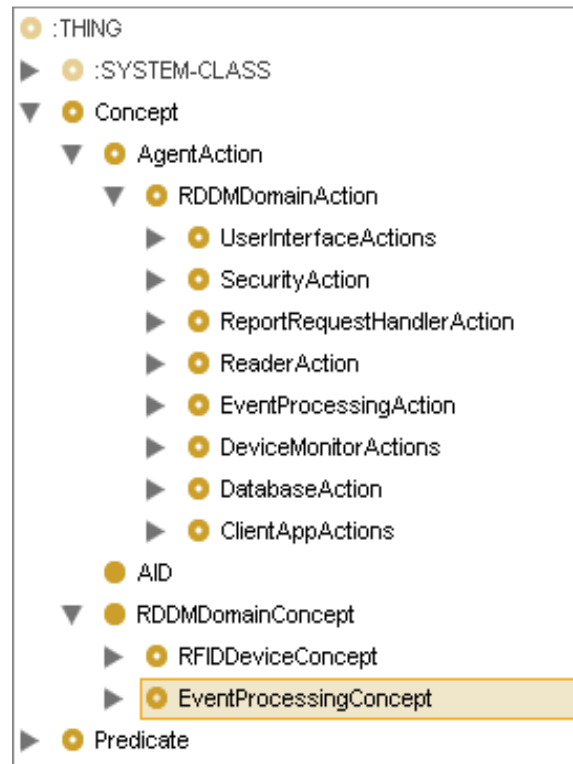 :THING
:SYSTEM-CLASS
Concept
AgentAction
RDDMDomainAction
UserInterfaceActions
SecurityAction
ReportRequestHandlerAction
ReaderAction
EventProcessingAction
DeviceMonitorActions
DatabaseAction
ClientAppActions
AID
RDDMDomainConcept
RFIDDeviceConcept
EventProcessingConcept
Predicate